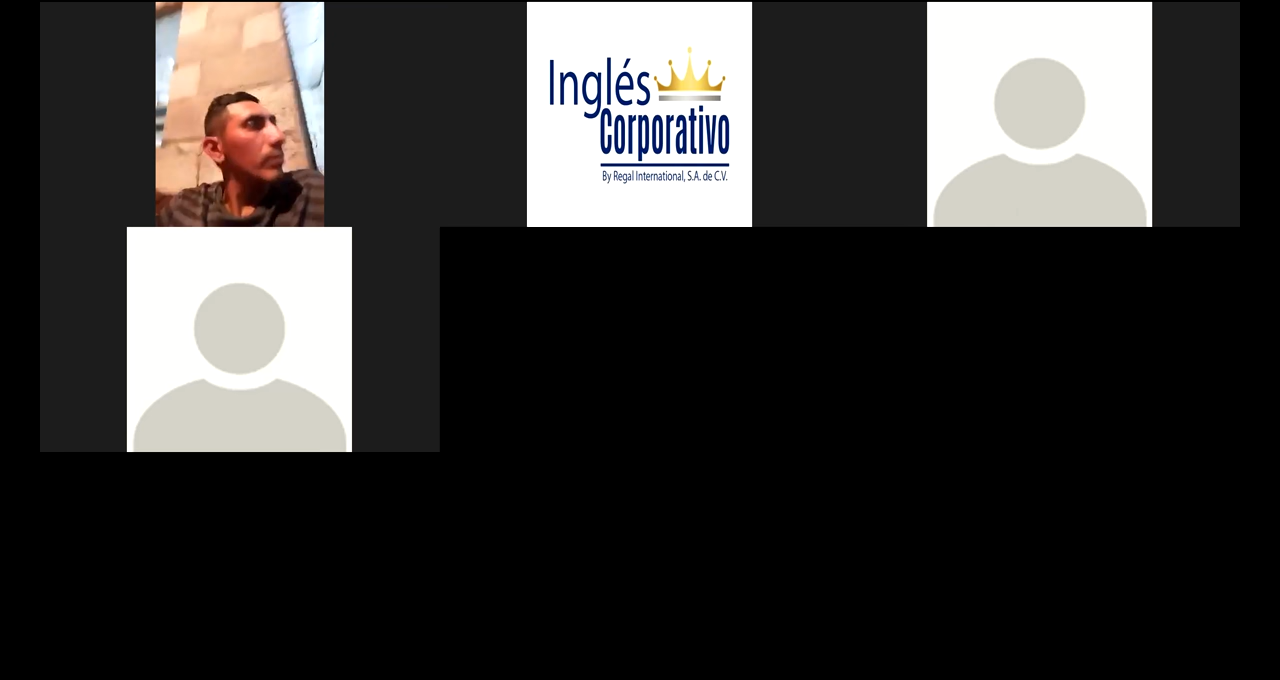 Inglés
Corporativo
By Regal International, S.A. de C.V.